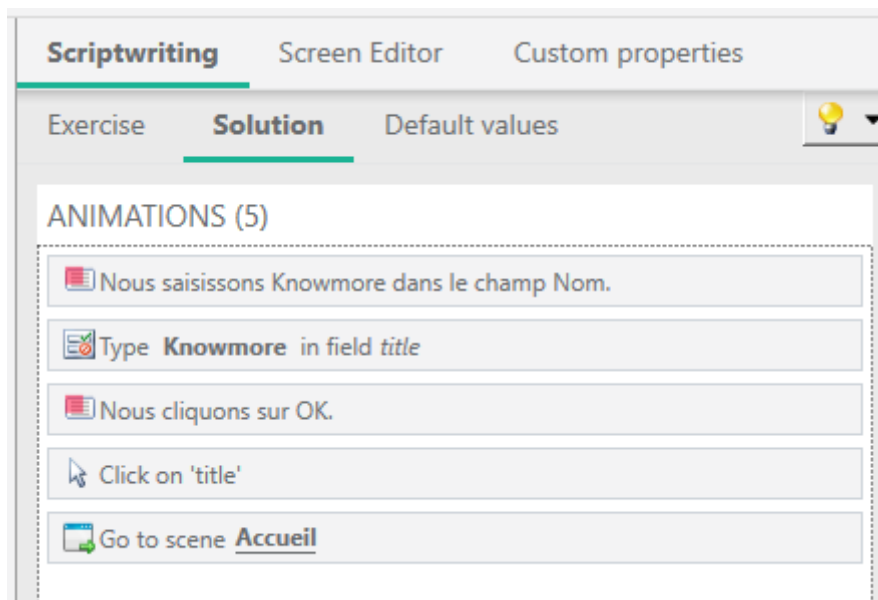 Scriptwriting Screen Editor Custom properties
Exercise Solution Default values
ANIMATIONS (5)
Nous saisissons Knowmore dans le champ Nom.
Type Knowmore in field title
Nous cliquons sur OK.
Click on 'title'
Go to scene Accueil